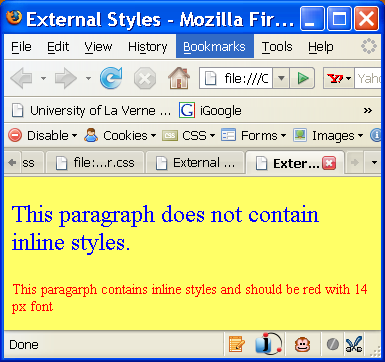 External Styles - Mozilla Fir...
File Edit View History Bookmarks Tools Help
file:///C Y! Yaho
University of La Verne ... G iGoogle »
Disable Cookies CSS Forms Images
ss file:...r.css External ... Exter...
This paragraph does not contain
inline styles.
This paragarph contains inline styles and should be red with 14
px font
Done